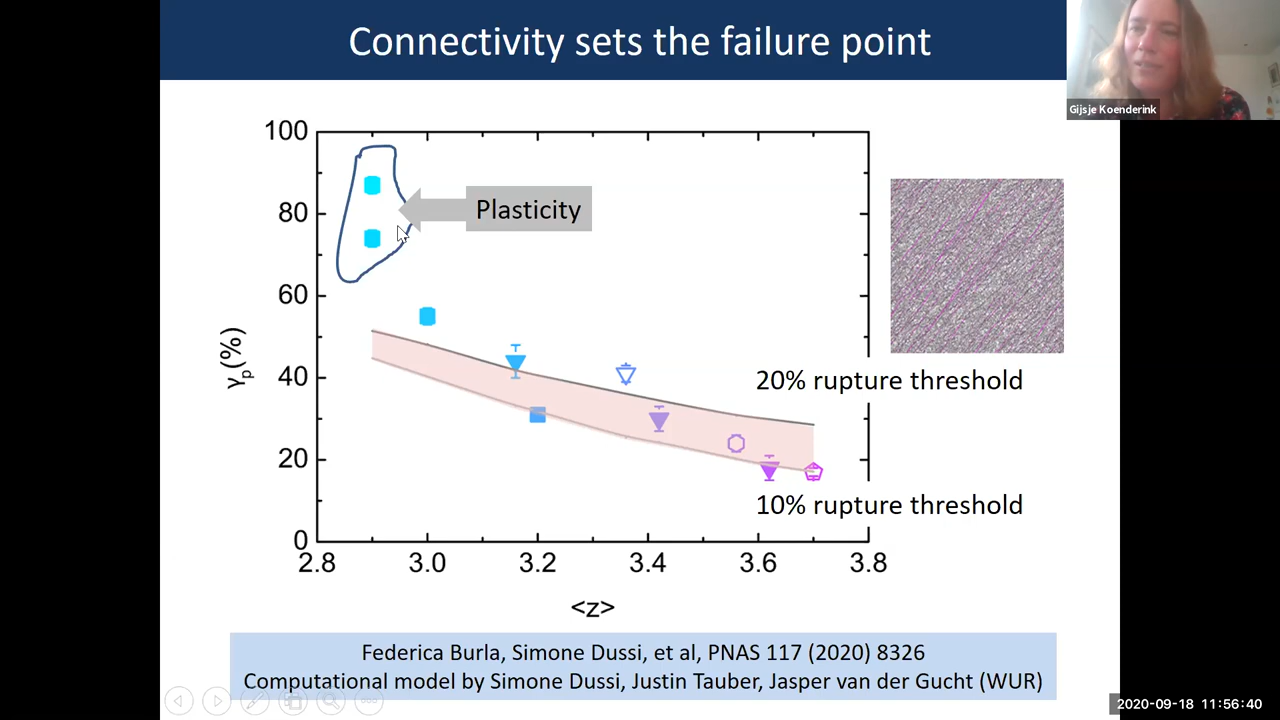 Connectivity sets the failure point
Gijsje Koenderink
100
80
60
40
20
0
γp(%)
Plasticity
20% rupture threshold
10% rupture threshold
2.8 3.0 3.2 3.4 3.6 3.8
<z>
Federica Burla, Simone Dussi, et al, PNAS 117 (2020) 8326
Computational model by Simone Dussi, Justin Tauber, Jasper van der Gucht (WUR)
2020-09-18 11:56:40